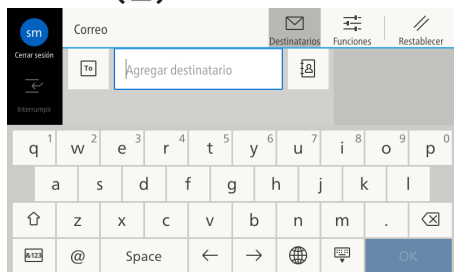 sm
Cerrar sesión
Interrumpir
Correo
Destinatarios
Funciones
Restablecer
To
Agregar destinatario
q 1 w 2 e 3 r 4 t 5 y 6 u 7 i 8 o 9 p 0
a s d f g h j k l
z x c v b n m .
&123 @ Space ← → OK